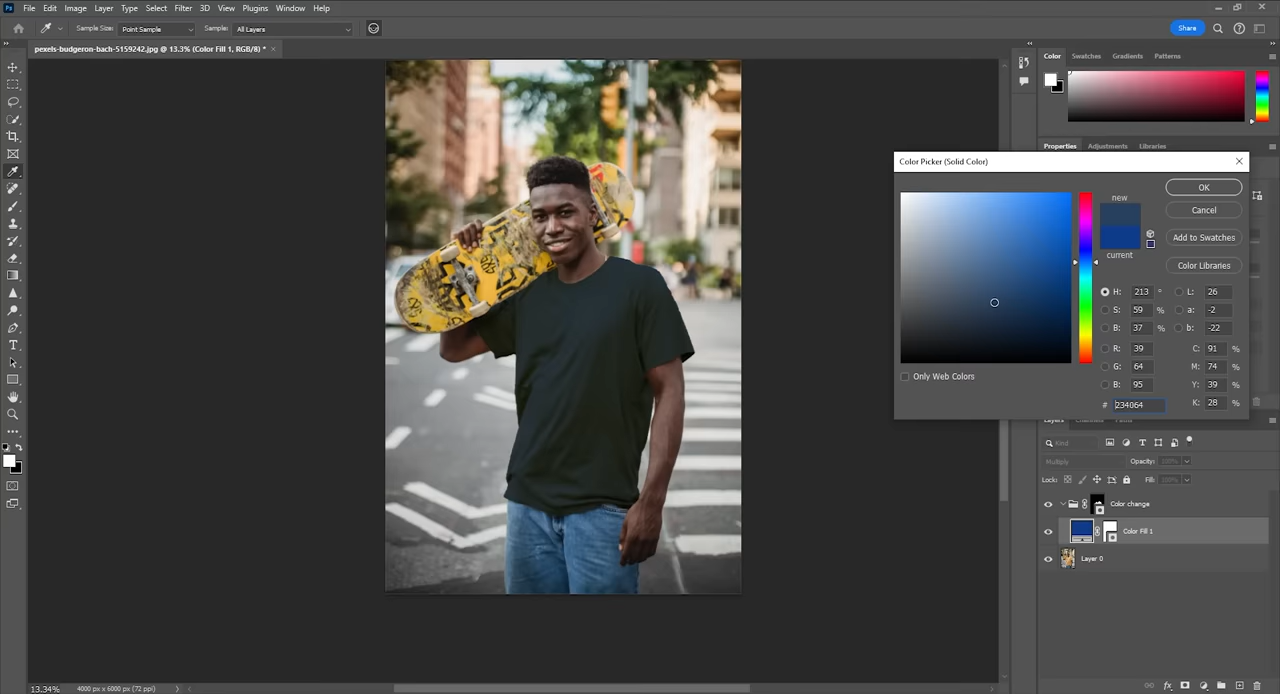 Ps File Edit Image Layer Type Select Filter 3D View Plugins Window Help
Sample Size: Point Sample Sample: All Layers
Share
pexels-budgeron-bach-5159242.jpg @ 13.3% (Color Fill 1, RGB/8) *
Color Swatches Gradients Patterns
Properties Adjustments Libraries
Color Picker (Solid Color)
new
current
OK
Cancel
Add to Swatches
Color Libraries
H: 213 ° L: 26
S: 59 % a: -2
B: 37 % b: -22
R: 39 C: 91 %
G: 64 M: 74 %
B: 95 Y: 39 %
# 234064 K: 28 %
Only Web Colors
Layers Channels Paths
Kind
Multiply Opacity: 100%
Lock: Fill: 100%
Color change
Color Fill 1
Layer 0
13.34% 4000 px x 6000 px (72 ppi)
fx